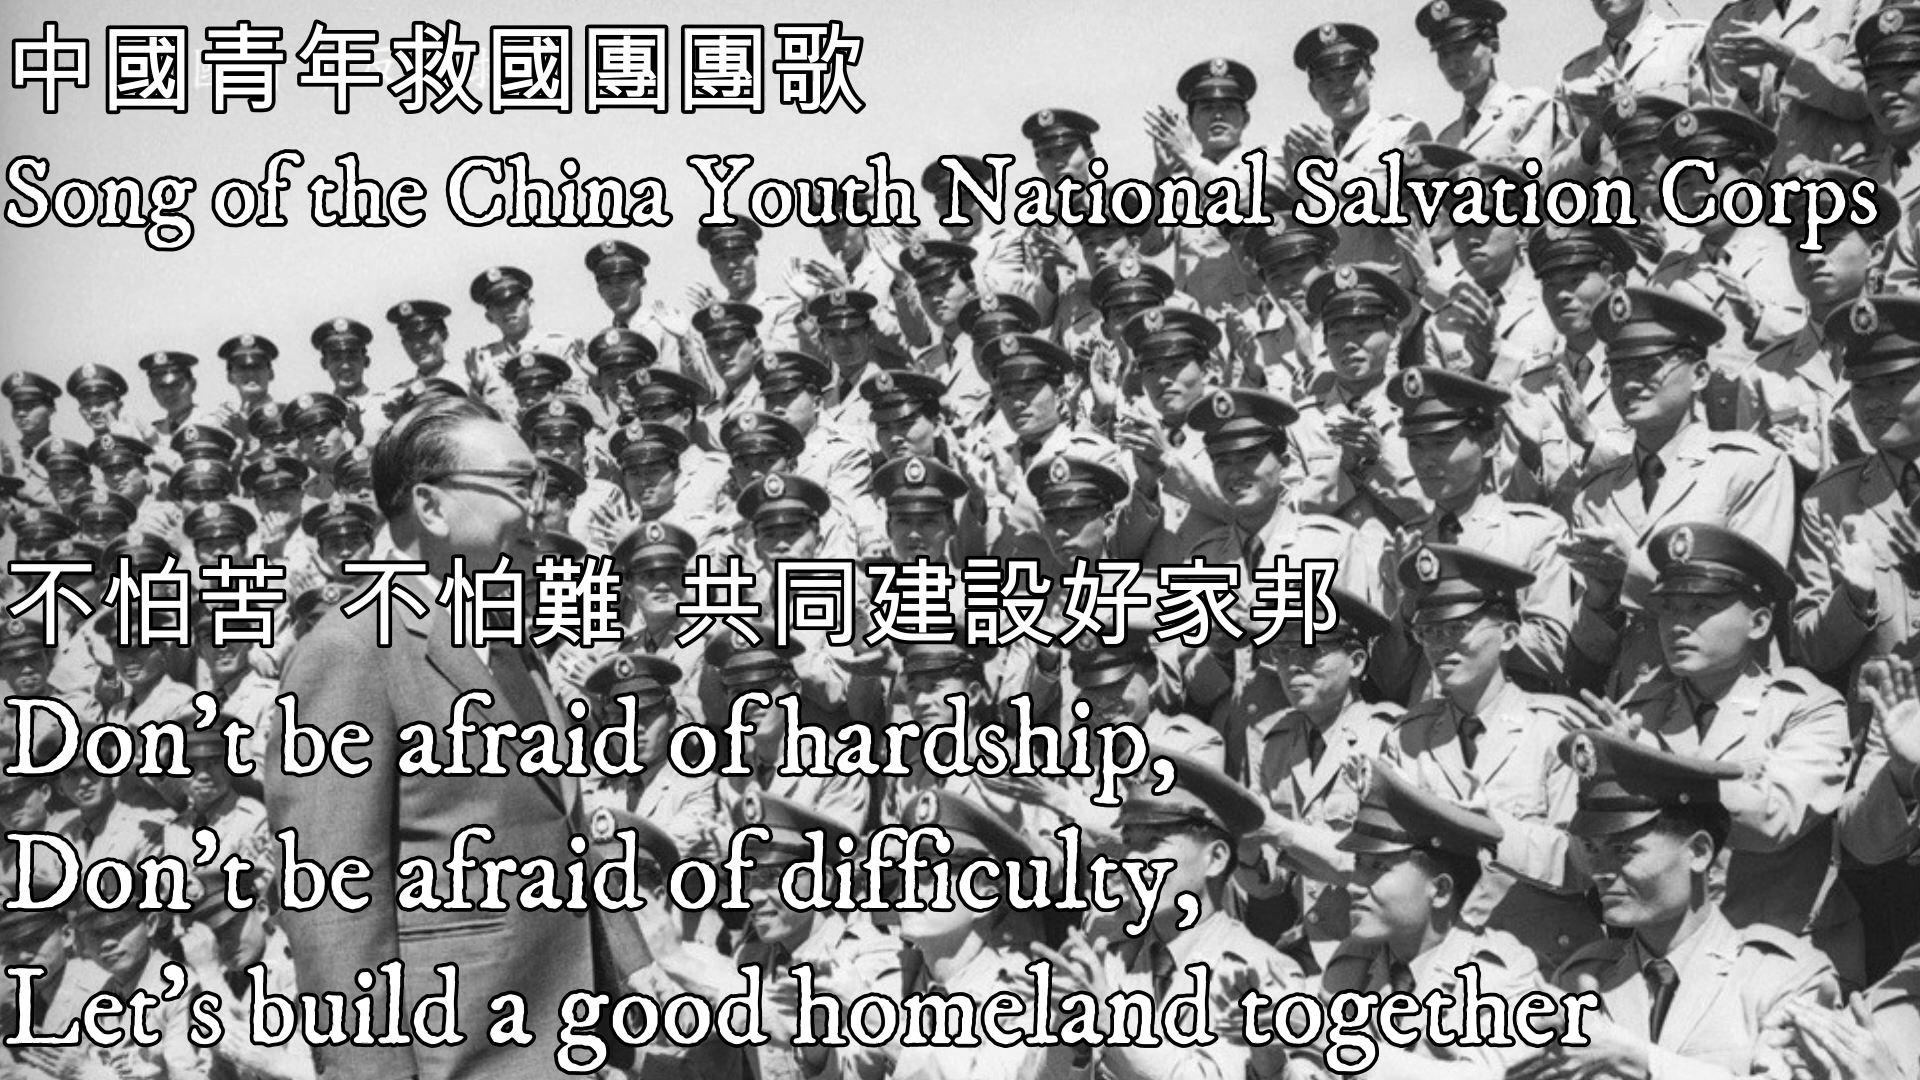 中國青年救國團團歌
Song of the China Youth National Salvation Corps
不怕苦 不怕難 共同建設好家邦
Don't be afraid of hardship,
Don't be afraid of difficulty,
Let's build a good homeland together